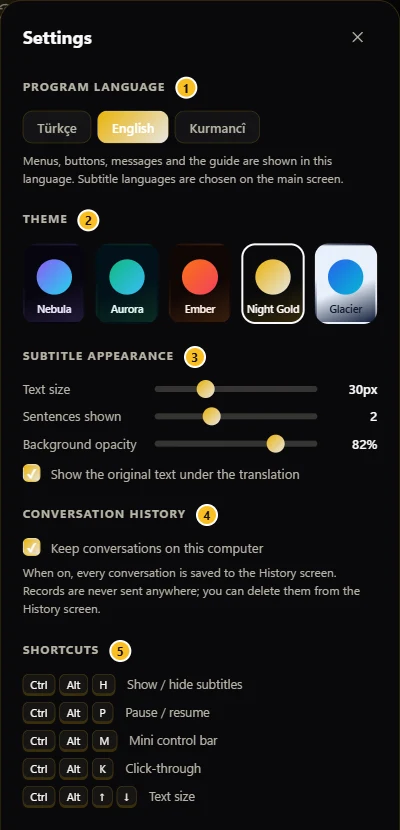 Settings
PROGRAM LANGUAGE 1
Türkçe English Kurmancî
Menus, buttons, messages and the guide are shown in this
language. Subtitle languages are chosen on the main screen.
THEME 2
Nebula Aurora Ember Night Gold Glacier
SUBTITLE APPEARANCE 3
Text size 30px
Sentences shown 2
Background opacity 82%
Show the original text under the translation
CONVERSATION HISTORY 4
Keep conversations on this computer
When on, every conversation is saved to the History screen.
Records are never sent anywhere; you can delete them from the
History screen.
SHORTCUTS 5
Ctrl Alt H Show / hide subtitles
Ctrl Alt P Pause / resume
Ctrl Alt M Mini control bar
Ctrl Alt K Click-through
Ctrl Alt ↑ ↓ Text size